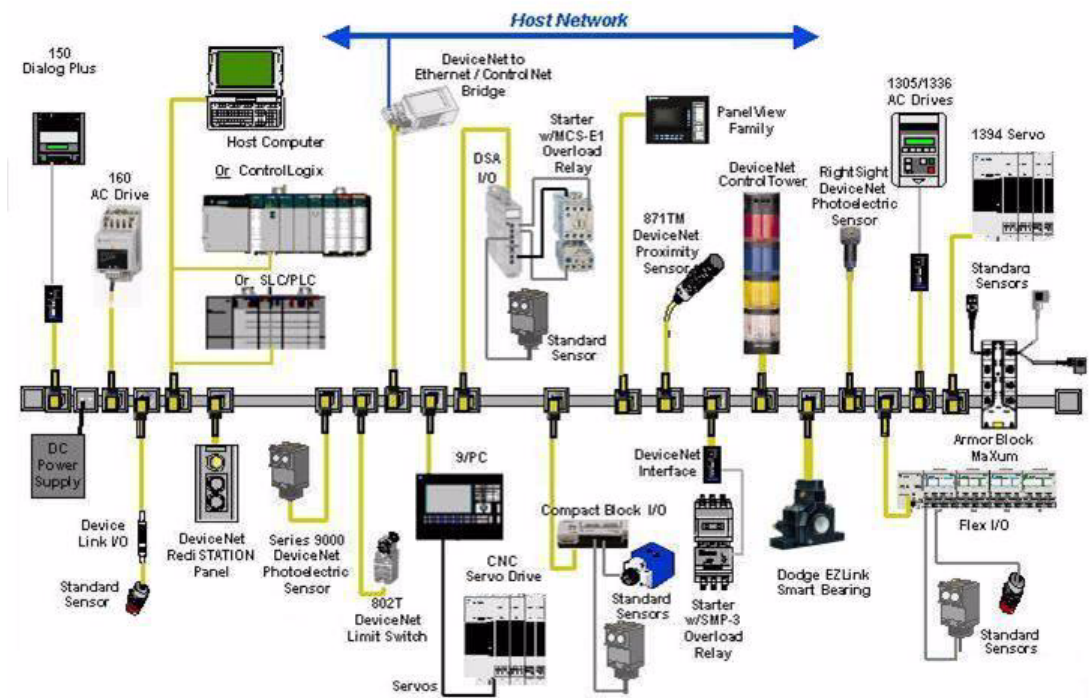 Host Network
150
Dialog Plus
DeviceNet to
Ethernet / ControlNet
Bridge
1305/1336
AC Drives
PanelView
Family
Host Computer
Starter
w/MCS-E1
Overload
Relay
1394 Servo
DSA
I/O
160
AC Drive
Or ControlLogix
DeviceNet
ControlTower
RightSight
DeviceNet
Photoelectric
Sensor
871TM
DeviceNet
Proximity
Sensor
Standard
Sensors
Or SLC/PLC
Standard
Sensor
DC
Power
Supply
9/PC
DeviceNet
Interface
ArmorBlock
MaXum
Compact Block I/O
Device
Link I/O
DeviceNet
RediSTATION
Panel
Series 9000
DeviceNet
Photoelectric
Sensor
Flex I/O
CNC
Servo Drive
Dodge EZLink
Smart Bearing
Standard
Sensor
802T
DeviceNet
Limit Switch
Standard
Sensors
Starter
w/SMP-3
Overload
Relay
Standard
Sensors
Servos